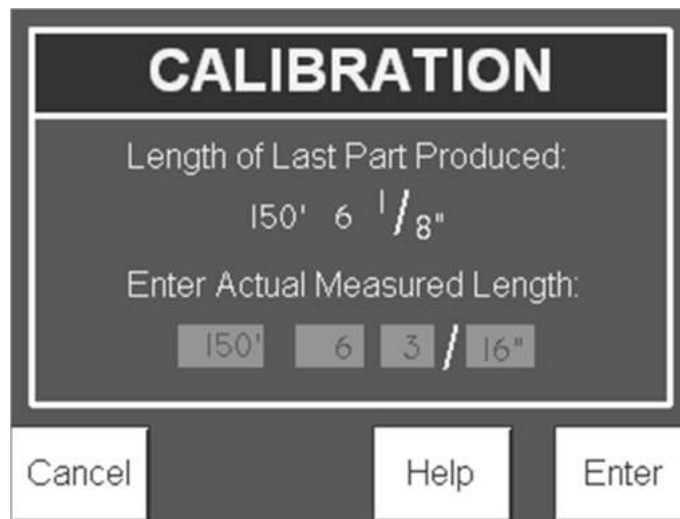 CALIBRATION
Length of Last Part Produced:
150' 6 1/8"
Enter Actual Measured Length:
150' 6 3/16"
Cancel Help Enter